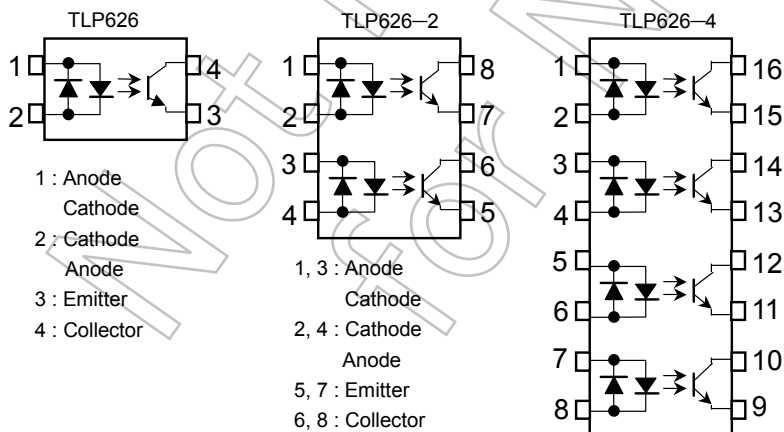 TLP626
1
2
4
3
1 : Anode
Cathode
2 : Cathode
Anode
3 : Emitter
4 : Collector
TLP626−2
1
2
3
4
8
7
6
5
1, 3 : Anode
Cathode
2, 4 : Cathode
Anode
5, 7 : Emitter
6, 8 : Collector
TLP626−4
1
2
3
4
5
6
7
8
16
15
14
13
12
11
10
9
Not
for